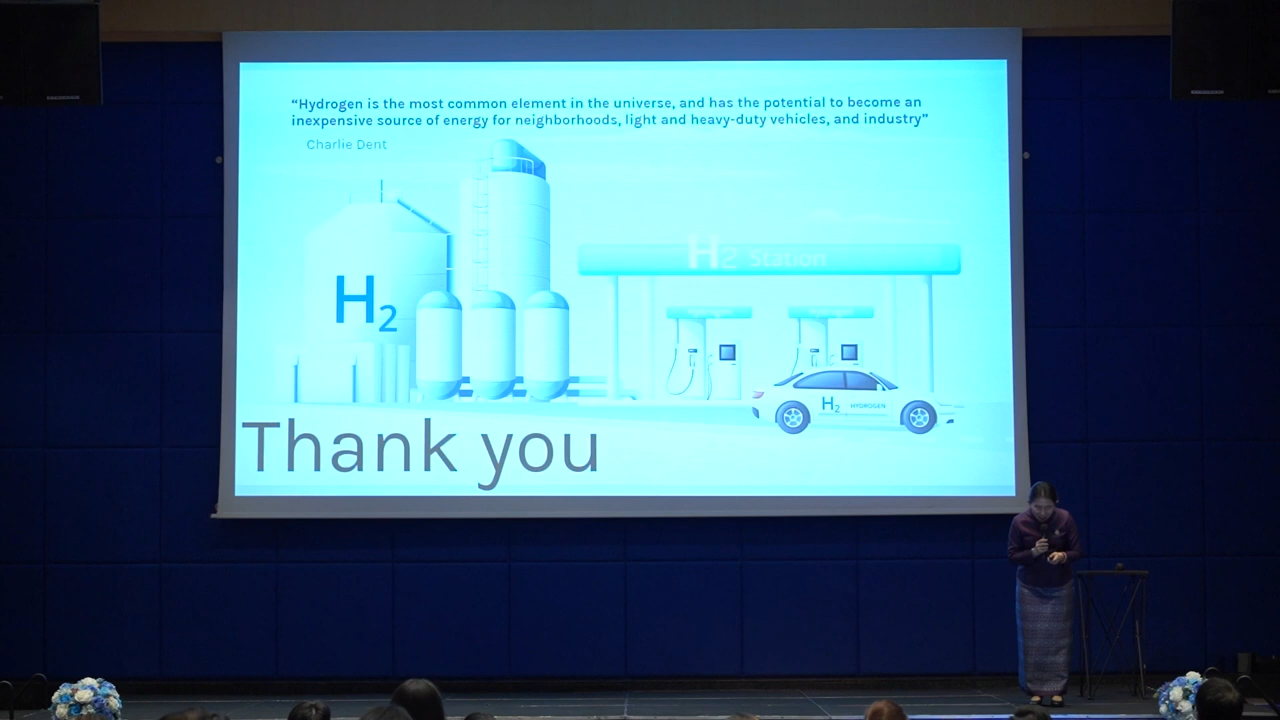 “Hydrogen is the most common element in the universe, and has the potential to become an
inexpensive source of energy for neighborhoods, light and heavy-duty vehicles, and industry”
Charlie Dent
H2 Station
H2
H2 HYDROGEN
Thank you